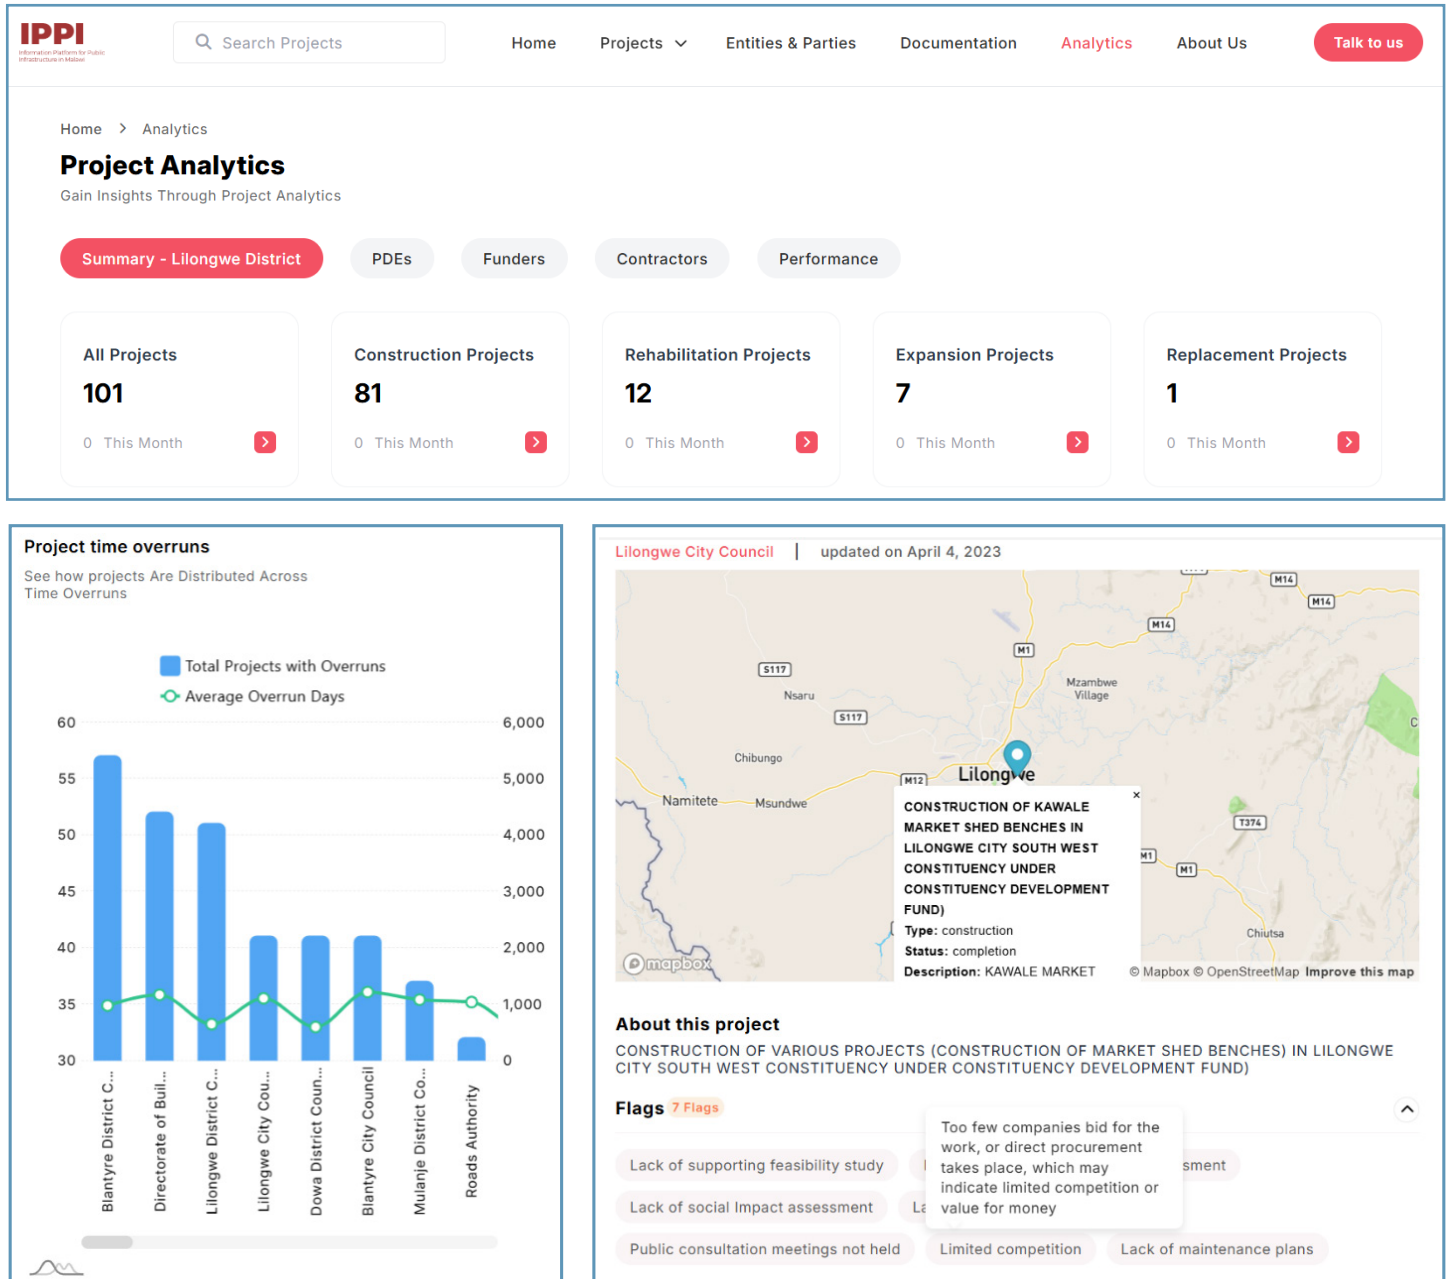 IPPI
Information Platform for Public
Infrastructure in Malawi
Search Projects
Home
Projects
Entities & Parties
Documentation
Analytics
About Us
Talk to us
Home > Analytics
Project Analytics
Gain Insights Through Project Analytics
Summary - Lilongwe District
PDEs
Funders
Contractors
Performance
All Projects
101
0 This Month
Construction Projects
81
0 This Month
Rehabilitation Projects
12
0 This Month
Expansion Projects
7
0 This Month
Replacement Projects
1
0 This Month
Project time overruns
See how projects Are Distributed Across
Time Overruns
Total Projects with Overruns
Average Overrun Days
60
55
50
45
40
35
30
6,000
5,000
4,000
3,000
2,000
1,000
0
Blantyre District C...
Directorate of Buil...
Lilongwe District C...
Lilongwe City Cou...
Dowa District Coun...
Blantyre City Council
Mulanje District Co...
Roads Authority
Lilongwe City Council | updated on April 4, 2023
M14
M14
M14
M1
S117
Nsaru
S117
Mzambwe
Village
Chibungo
M12
Lilongwe
Namitete
Msundwe
T374
M1
M1
Chiutsa
C
×
CONSTRUCTION OF KAWALE
MARKET SHED BENCHES IN
LILONGWE CITY SOUTH WEST
CONSTITUENCY UNDER
CONSTITUENCY DEVELOPMENT
FUND)
Type: construction
Status: completion
Description: KAWALE MARKET
mapbox
© Mapbox © OpenStreetMap Improve this map
About this project
CONSTRUCTION OF VARIOUS PROJECTS (CONSTRUCTION OF MARKET SHED BENCHES) IN LILONGWE
CITY SOUTH WEST CONSTITUENCY UNDER CONSTITUENCY DEVELOPMENT FUND)
Flags 7 Flags
Too few companies bid for the
work, or direct procurement
takes place, which may
indicate limited competition or
value for money
Lack of supporting feasibility study
sment
Lack of social Impact assessment
La
Public consultation meetings not held
Limited competition
Lack of maintenance plans